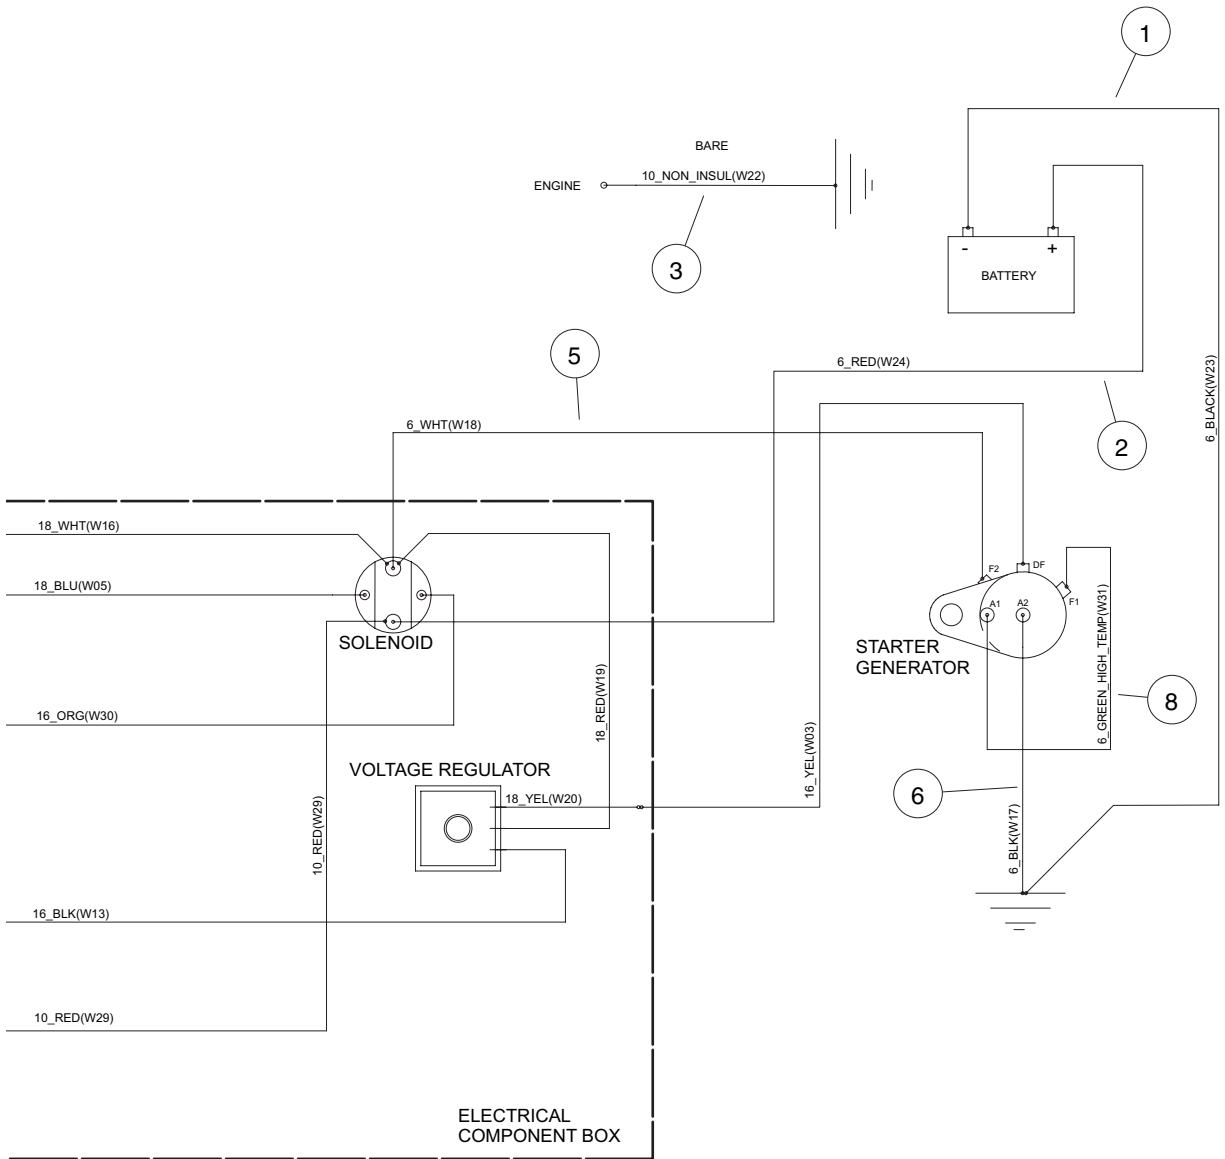 1
BARE
10_NON_INSUL(W22)
ENGINE
3
-
+
BATTERY
5
6_RED(W24)
6_BLACK(W23)
6_WHT(W18)
2
18_WHT(W16)
18_BLU(W05)
SOLENOID
F2
DF
A1
A2
F1
STARTER
GENERATOR
6_GREEN_HIGH_TEMP(W31)
8
16_ORG(W30)
18_RED(W19)
16_YEL(W03)
VOLTAGE REGULATOR
18_YEL(W20)
6
10_RED(W29)
6_BLK(W17)
16_BLK(W13)
10_RED(W29)
ELECTRICAL
COMPONENT BOX